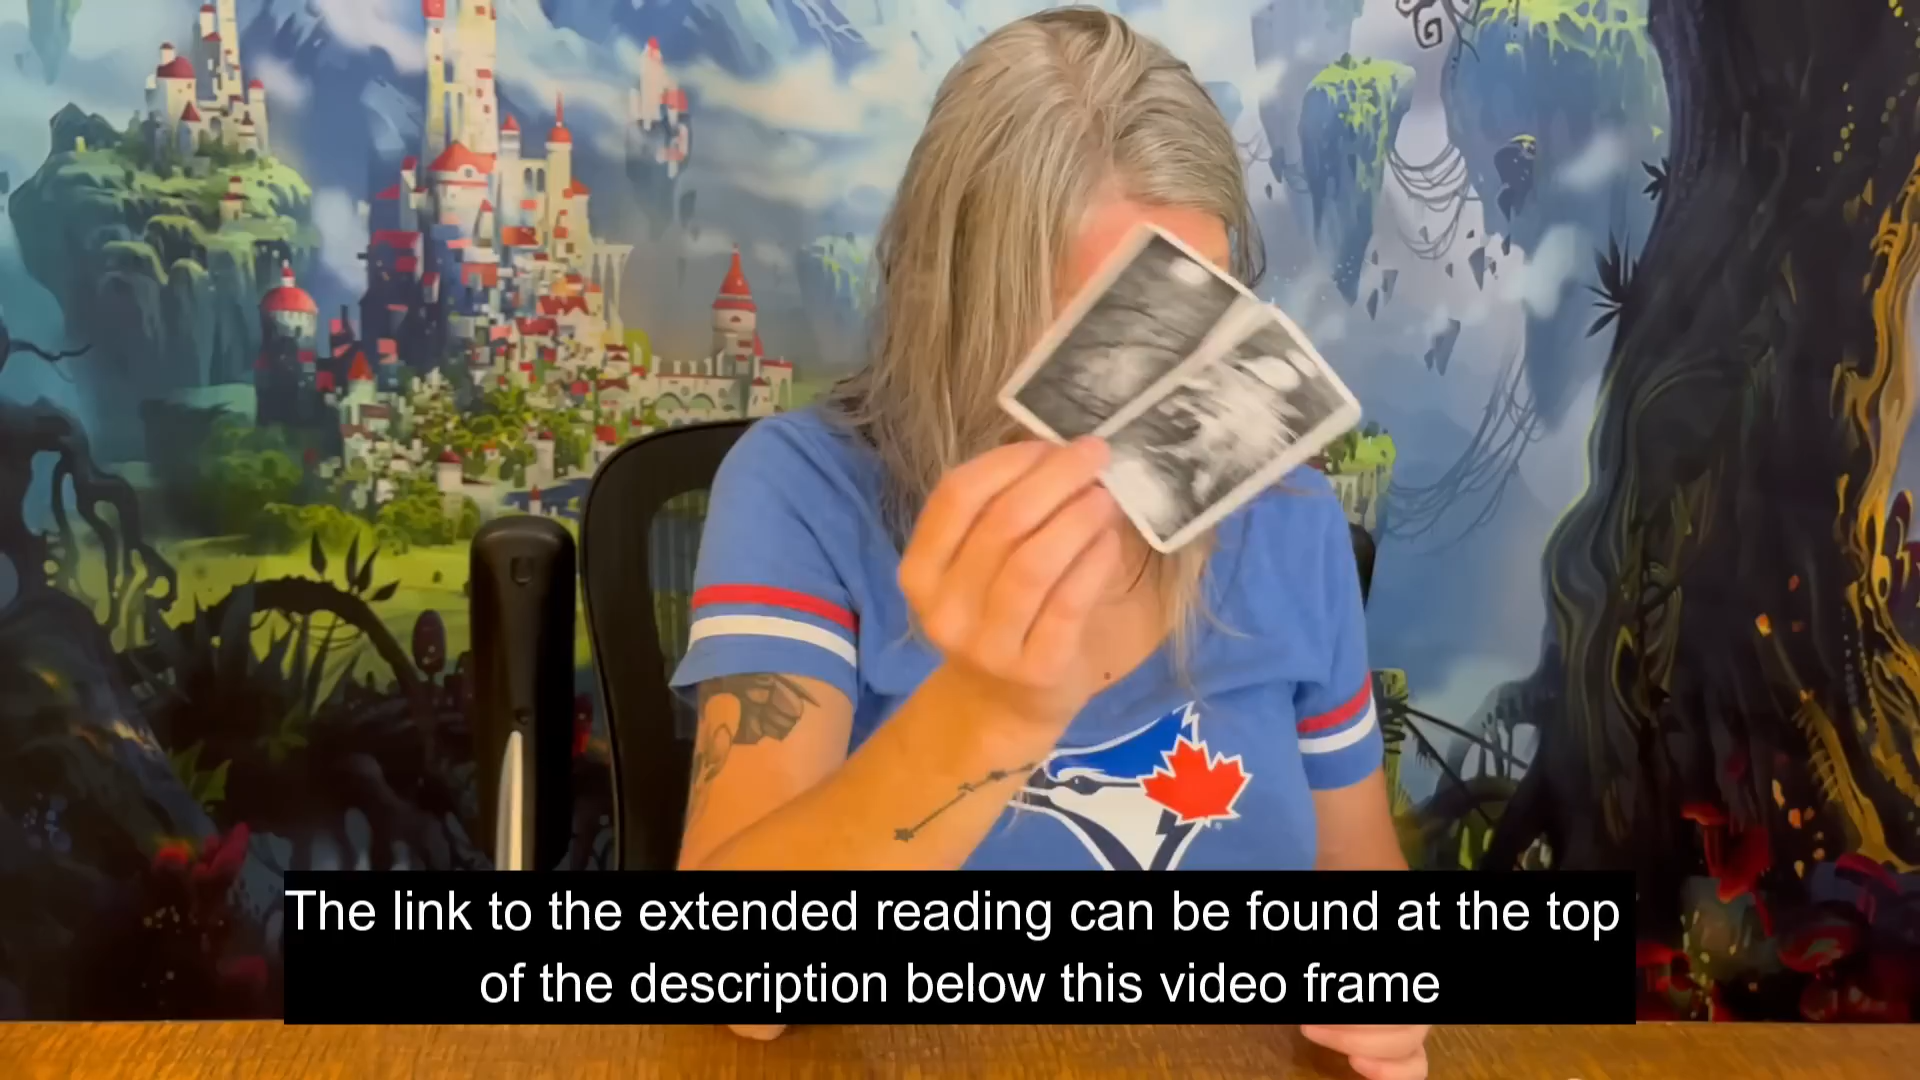 The link to the extended reading can be found at the top
of the description below this video frame